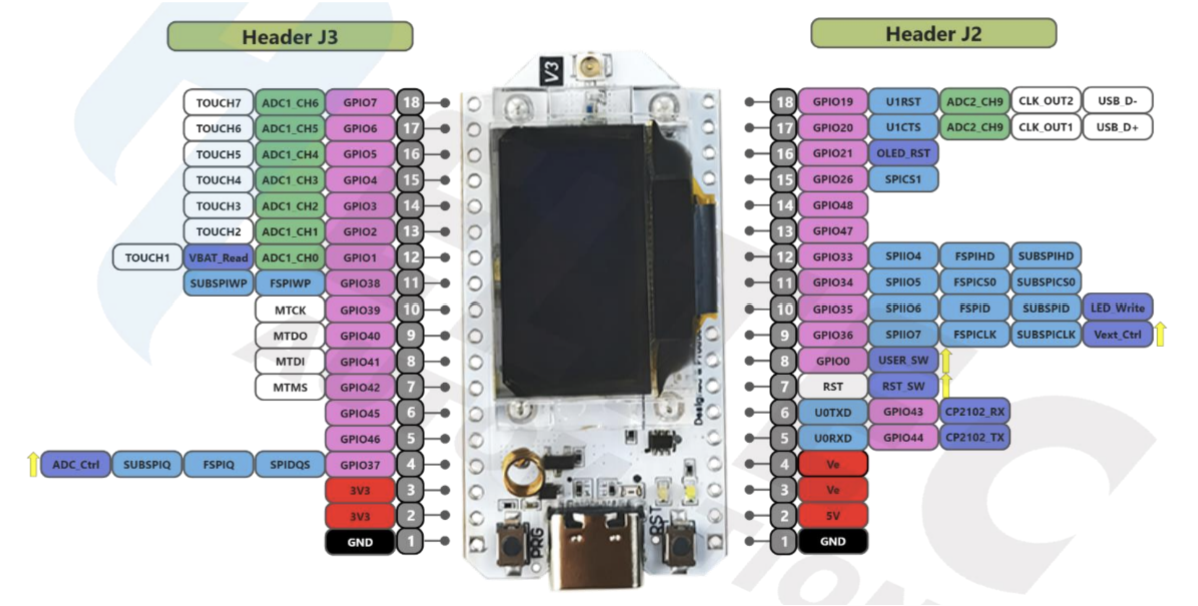 Header J3
TOUCH7 ADC1_CH6 GPIO7 18
TOUCH6 ADC1_CH5 GPIO6 17
TOUCH5 ADC1_CH4 GPIO5 16
TOUCH4 ADC1_CH3 GPIO4 15
TOUCH3 ADC1_CH2 GPIO3 14
TOUCH2 ADC1_CH1 GPIO2 13
TOUCH1 VBAT_Read ADC1_CH0 GPIO1 12
SUBSPIWP FSPIWP GPIO38 11
MTCK GPIO39 10
MTDO GPIO40 9
MTDI GPIO41 8
MTMS GPIO42 7
GPIO45 6
GPIO46 5
ADC_Ctrl SUBSPIQ FSPIQ SPIDQS GPIO37 4
3V3 3
3V3 2
GND 1
V3
PRG
RST
Header J2
18 GPIO19 U1RST ADC2_CH9 CLK_OUT2 USB_D-
17 GPIO20 U1CTS ADC2_CH9 CLK_OUT1 USB_D+
16 GPIO21 OLED_RST
15 GPIO26 SPICS1
14 GPIO48
13 GPIO47
12 GPIO33 SPIIO4 FSPIHD SUBSPIHD
11 GPIO34 SPIIO5 FSPICS0 SUBSPICS0
10 GPIO35 SPIIO6 FSPID SUBSPID LED_Write
9 GPIO36 SPIIO7 FSPICLK SUBSPICLK Vext_Ctrl
8 GPIO0 USER_SW
7 RST RST_SW
6 U0TXD GPIO43 CP2102_RX
5 U0RXD GPIO44 CP2102_TX
4 Ve
3 Ve
2 5V
1 GND